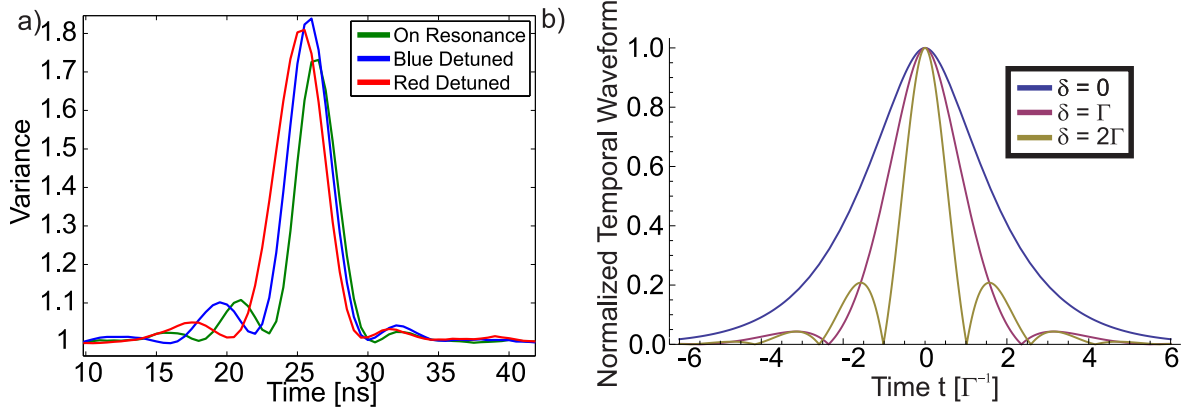 a)
Variance
1.8
1.7
1.6
1.5
1.4
1.3
1.2
1.1
1
10 15 20 25 30 35 40
Time [ns]
On Resonance
Blue Detuned
Red Detuned
b)
Normalized Temporal Waveform
1.0
0.8
0.6
0.4
0.2
0.0
-6 -4 -2 0 2 4 6
Time t [Γ⁻¹]
δ = 0
δ = Γ
δ = 2Γ